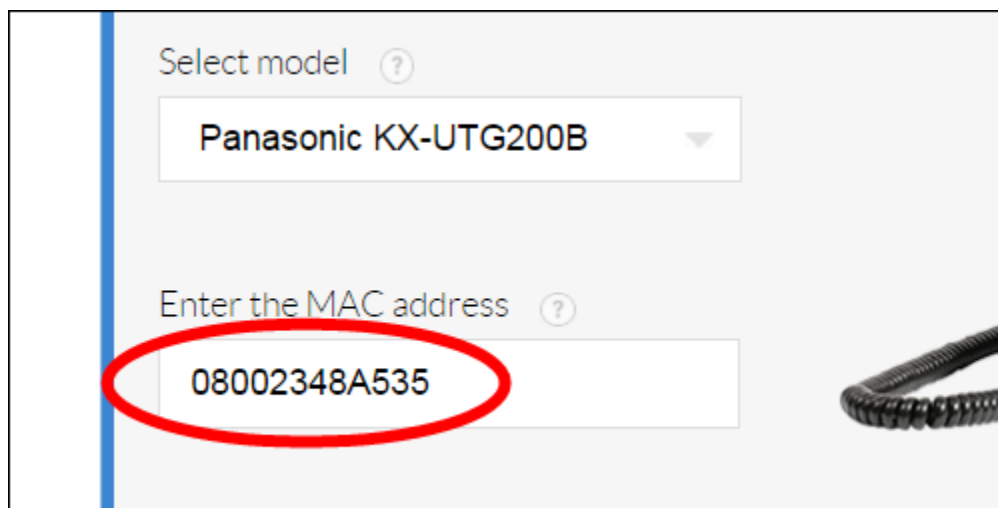 Select model ?
Panasonic KX-UTG200B
Enter the MAC address ?
08002348A535